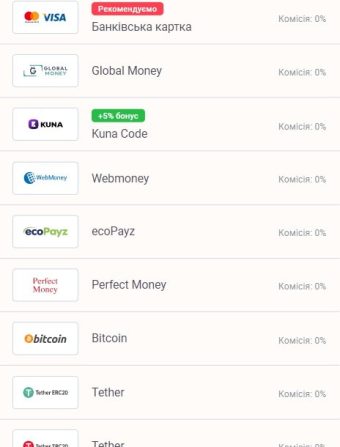 Рекомендуємо
VISA
Банківська картка
Комісія: 0%
GLOBAL
MONEY
Global Money
Комісія: 0%
+5% бонус
KUNA
Kuna Code
Комісія: 0%
WebMoney
Webmoney
Комісія: 0%
ecoPayz
ecoPayz
Комісія: 0%
Perfect
Money
Perfect Money
Комісія: 0%
bitcoin
Bitcoin
Комісія: 0%
Tether ERC20
Tether
Комісія: 0%
Tether TRC20
Tether
Комісія: 0%